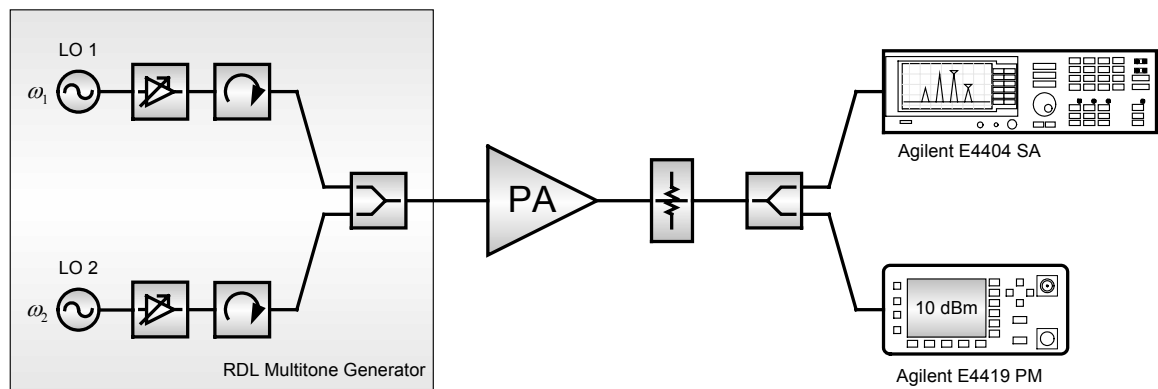 LO 1
ω1
LO 2
ω2
RDL Multitone Generator
PA
Agilent E4404 SA
10 dBm
Agilent E4419 PM